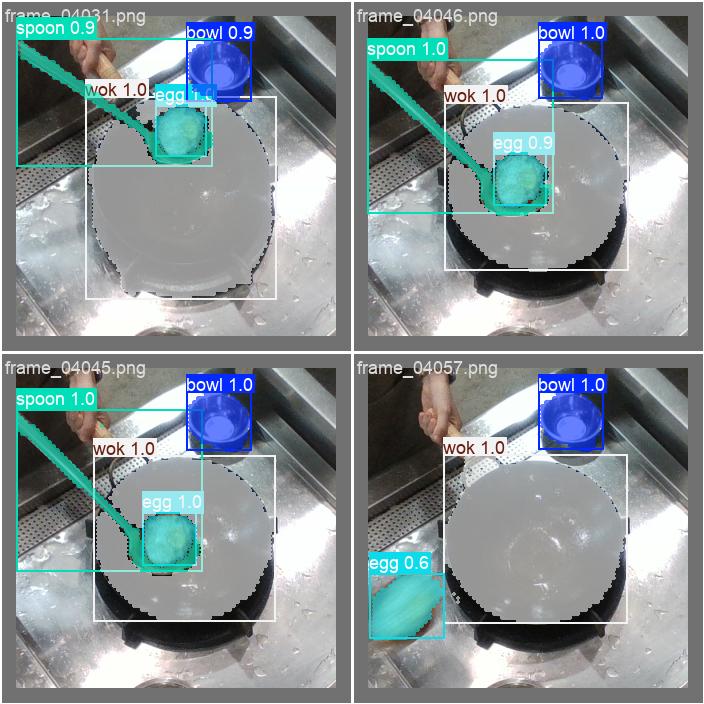 frame_04031.png
spoon 0.9
bowl 0.9
wok 1.0
egg 1.0
frame_04046.png
bowl 1.0
spoon 1.0
wok 1.0
egg 0.9
frame_04045.png
bowl 1.0
spoon 1.0
wok 1.0
egg 1.0
frame_04057.png
bowl 1.0
wok 1.0
egg 0.6